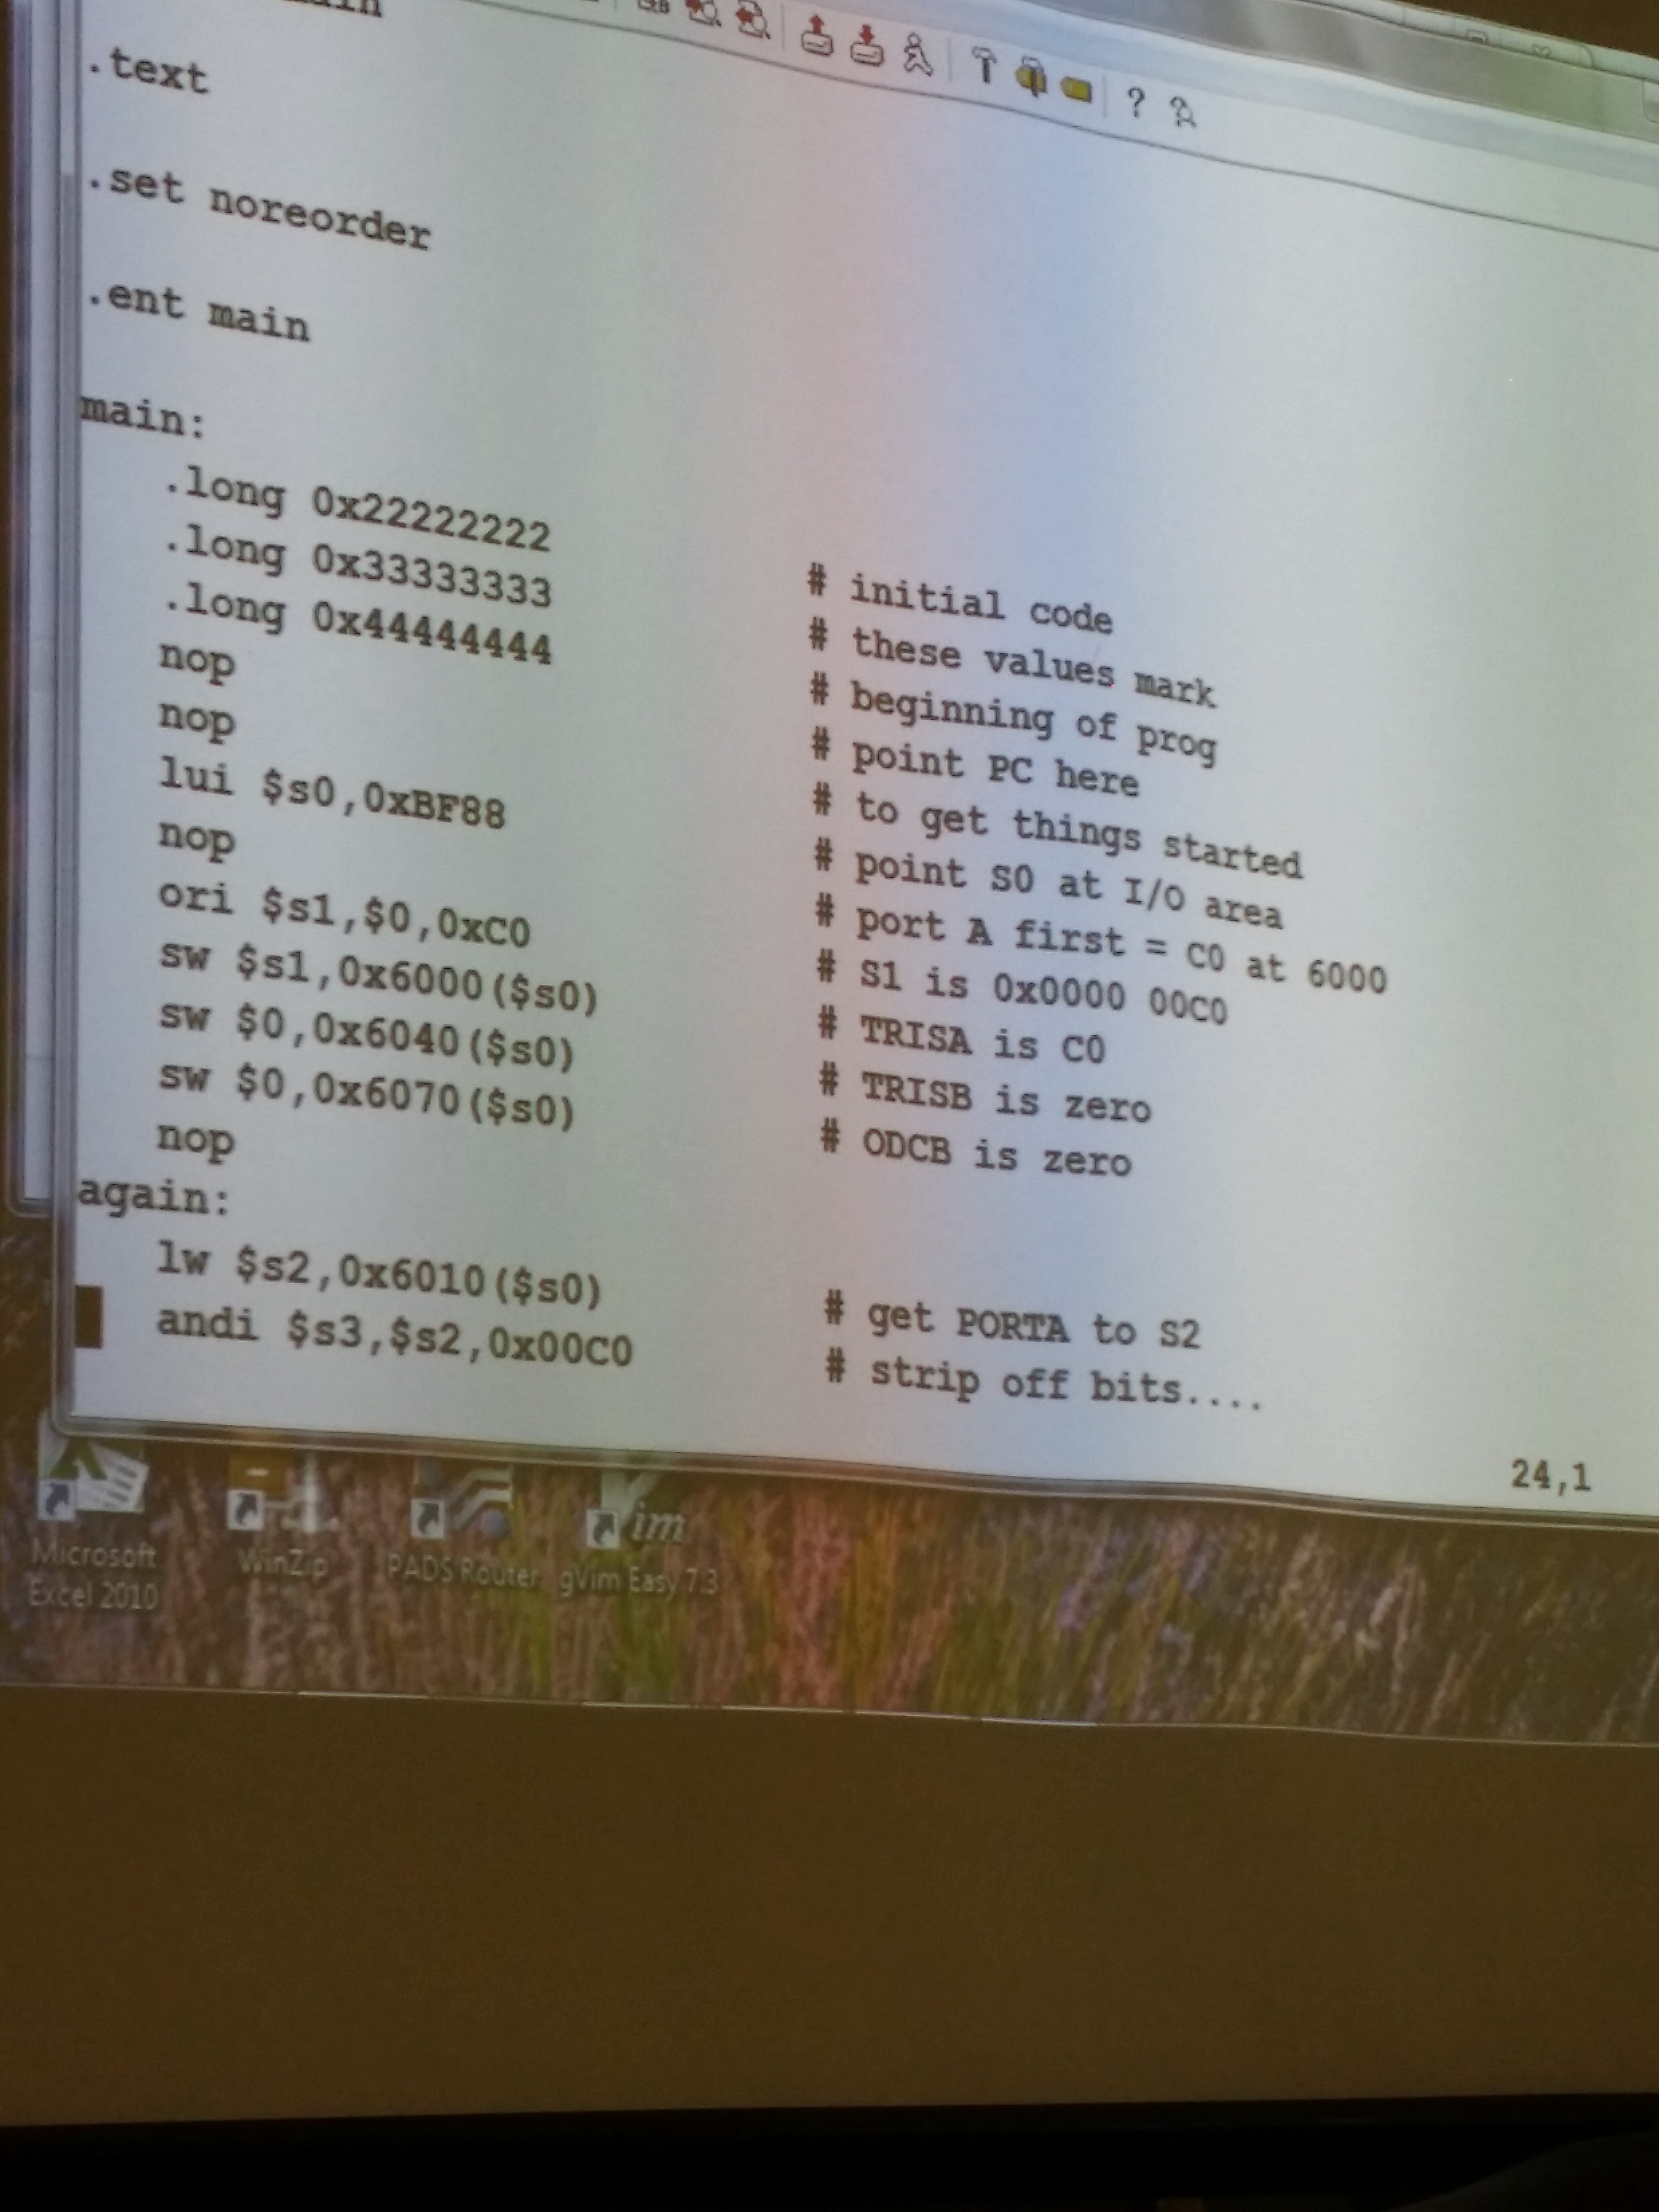 .text
.set noreorder
.ent main
main:
.long 0x22222222 # initial code
.long 0x33333333 # these values mark
.long 0x44444444 # beginning of prog
nop # point PC here
nop # to get things started
lui $s0,0xBF88 # point S0 at I/O area
nop # port A first = C0 at 6000
ori $s1,$0,0xC0 # S1 is 0x0000 00C0
sw $s1,0x6000($s0) # TRISA is C0
sw $0,0x6040($s0) # TRISB is zero
sw $0,0x6070($s0) # ODCB is zero
nop
again:
lw $s2,0x6010($s0) # get PORTA to S2
andi $s3,$s2,0x00C0 # strip off bits....
24,1
Microsoft Excel 2010
WinZip
PADS Router
gVim Easy 7.3